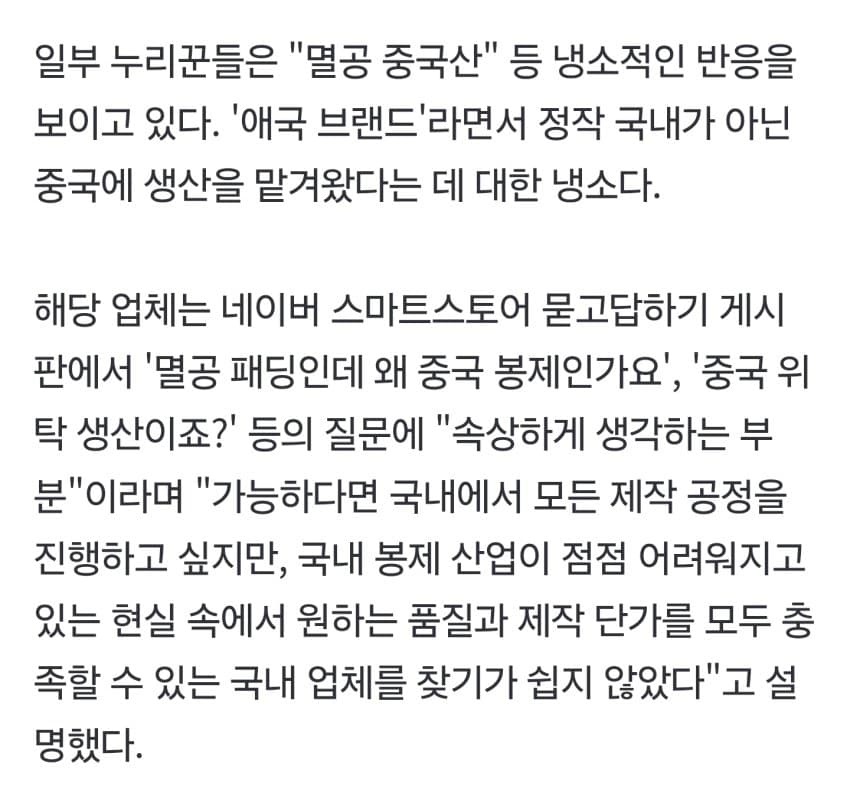 일부 누리꾼들은 "멸공 중국산" 등 냉소적인 반응을
보이고 있다. '애국 브랜드'라면서 정작 국내가 아닌
중국에 생산을 맡겨왔다는 데 대한 냉소다.
해당 업체는 네이버 스마트스토어 묻고답하기 게시
판에서 '멸공 패딩인데 왜 중국 봉제인가요', '중국 위
탁 생산이죠?' 등의 질문에 "속상하게 생각하는 부
분"이라며 "가능하다면 국내에서 모든 제작 공정을
진행하고 싶지만, 국내 봉제 산업이 점점 어려워지고
있는 현실 속에서 원하는 품질과 제작 단가를 모두 충
족할 수 있는 국내 업체를 찾기가 쉽지 않았다"고 설
명했다.